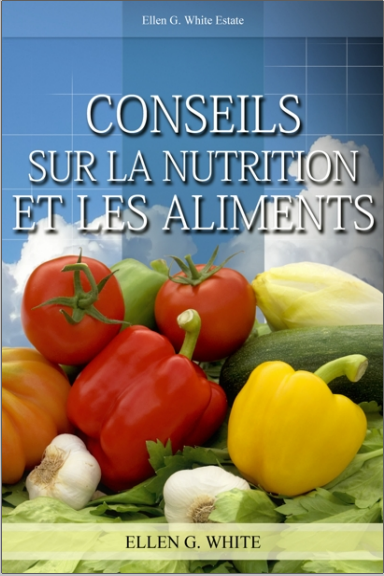 Ellen G. White Estate
CONSEILS
SUR LA NUTRITION
ET LES ALIMENTS
ELLEN G. WHITE